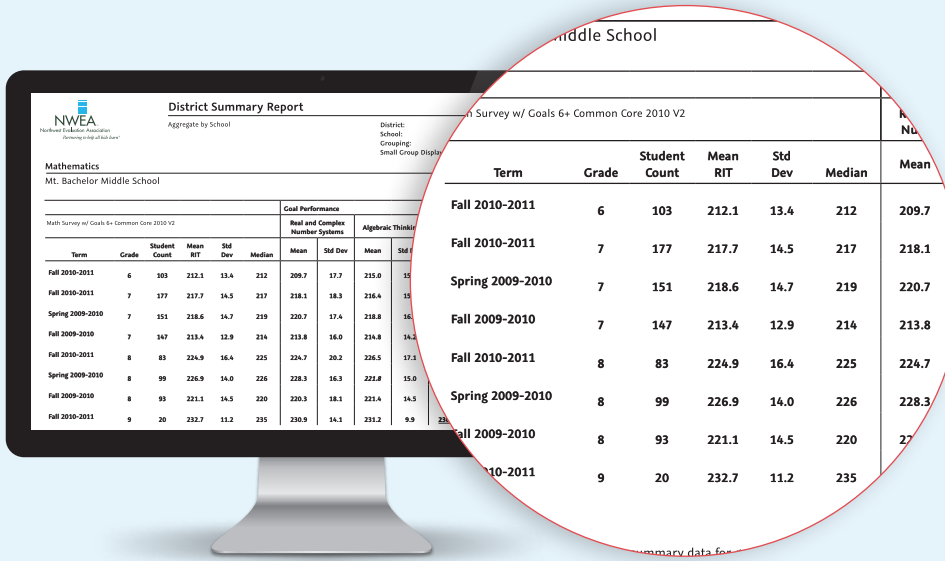 NWEA
Northwest Evaluation Association
Partnering to help all kids learn
District Summary Report
Aggregate by School
District:
School:
Grouping:
Small Group Display
Mathematics
Mt. Bachelor Middle School
Goal Performance
Math Survey w/ Goals 6+ Common Core 2010 V2
Real and Complex
Number Systems
Algebraic Thinkin
Term Grade Student Count Mean RIT Std Dev Median Mean Std Dev Mean Std
Fall 2010-2011 6 103 212.1 13.4 212 209.7 17.7 215.0 15
Fall 2010-2011 7 177 217.7 14.5 217 218.1 18.3 216.4 15
Spring 2009-2010 7 151 218.6 14.7 219 220.7 17.4 218.8 16
Fall 2009-2010 7 147 213.4 12.9 214 213.8 16.0 214.8 14.2
Fall 2010-2011 8 83 224.9 16.4 225 224.7 20.2 226.5 17.1
Spring 2009-2010 8 99 226.9 14.0 226 228.3 16.3 221.8 15.0
Fall 2009-2010 8 93 221.1 14.5 220 220.3 18.1 221.4 14.5
Fall 2010-2011 9 20 232.7 11.2 235 230.9 14.1 231.2 9.9
iddle School
h Survey w/ Goals 6+ Common Core 2010 V2
Nu
Term Grade Student Count Mean RIT Std Dev Median Mean
Fall 2010-2011 6 103 212.1 13.4 212 209.7
Fall 2010-2011 7 177 217.7 14.5 217 218.1
Spring 2009-2010 7 151 218.6 14.7 219 220.7
Fall 2009-2010 7 147 213.4 12.9 214 213.8
Fall 2010-2011 8 83 224.9 16.4 225 224.7
Spring 2009-2010 8 99 226.9 14.0 226 228.3
all 2009-2010 8 93 221.1 14.5 220 22
10-2011 9 20 232.7 11.2 235
ummary data for